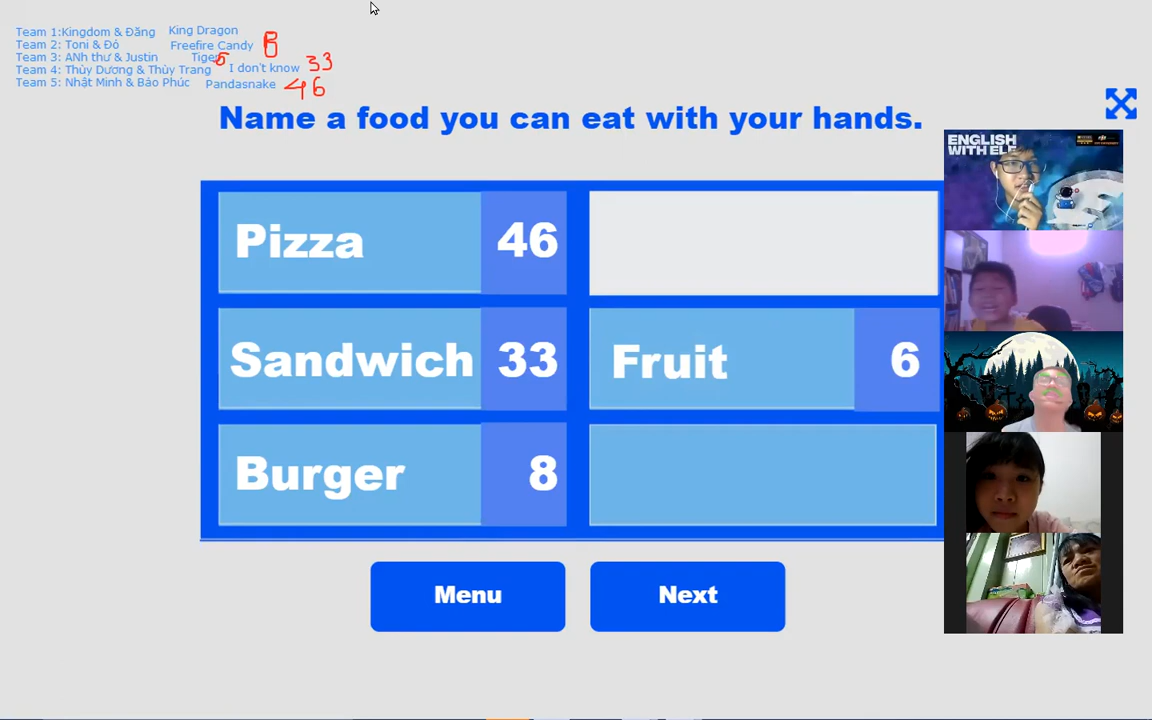 Team 1:Kingdom & Đăng King Dragon
Team 2: Toni & Đô Freefire Candy 8
Team 3: ANh thư & Justin Tiger 6
Team 4: Thùy Dương & Thùy Trang I don't know 33
Team 5: Nhật Minh & Bảo Phúc Pandasnake 46
Name a food you can eat with your hands.
Pizza 46
Sandwich 33 Fruit 6
Burger 8
Menu Next
ENGLISH
WITH ELE